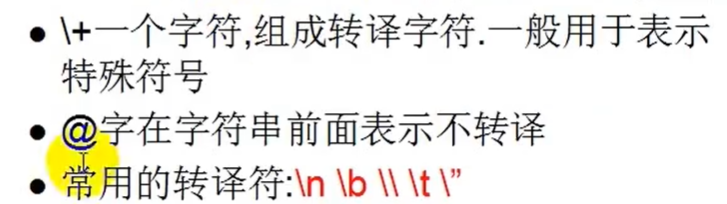 ● \+一个字符,组成转译字符.一般用于表示
特殊符号
● @字在字符串前面表示不转译
● 常用的转译符:\n \b \\ \t \”